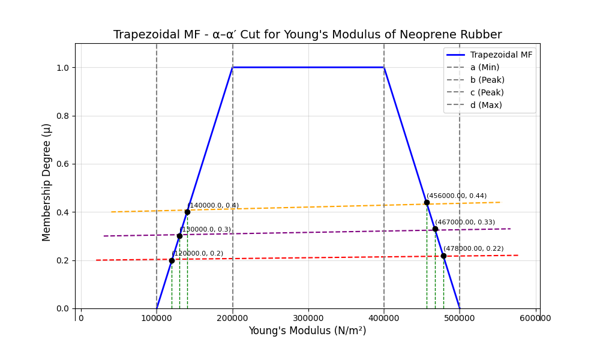 Trapezoidal MF - α–α′ Cut for Young's Modulus of Neoprene Rubber
Membership Degree (μ)
1.0
0.8
0.6
0.4
0.2
0.0
Trapezoidal MF
a (Min)
b (Peak)
c (Peak)
d (Max)
(456000.00, 0.44)
(140000.0, 0.4)
(467000.00, 0.33)
(130000.0, 0.3)
(478000.00, 0.22)
(120000.0, 0.2)
0 100000 200000 300000 400000 500000 600000
Young's Modulus (N/m²)